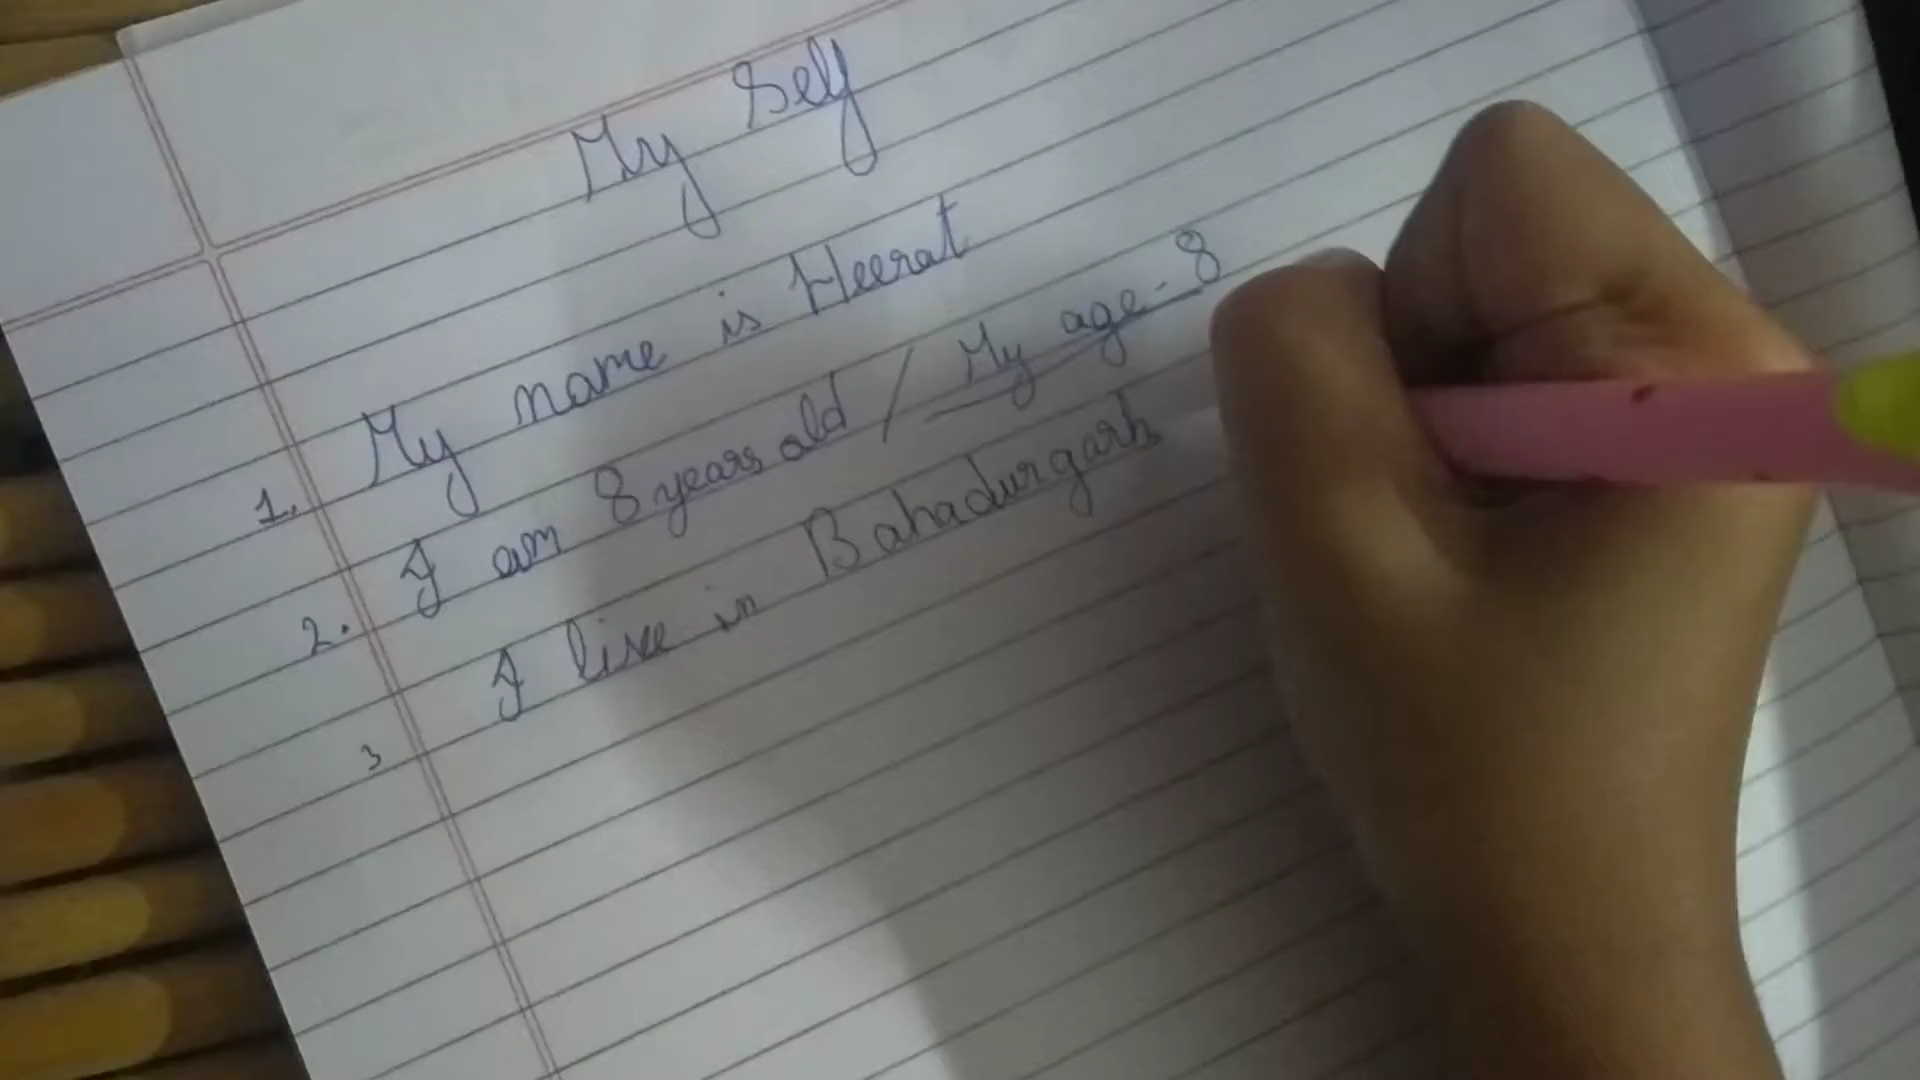 My Self
1. My name is Heerat
2. I am 8 years old / My age - 8
3 I live in Bahadurgarh